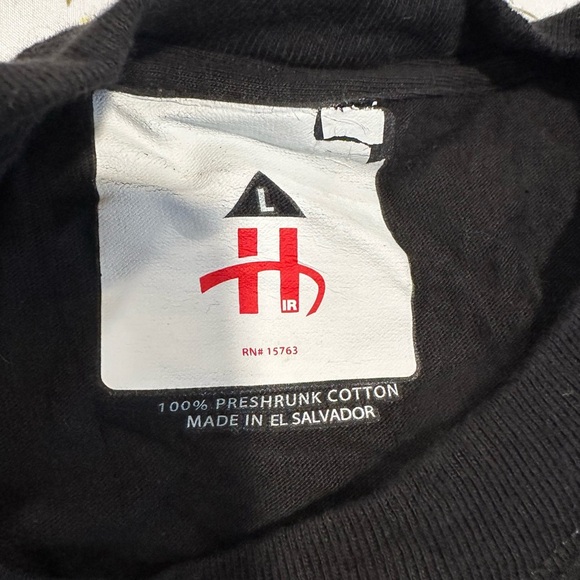 L
H
IR
RN# 15763
100% PRESHRUNK COTTON
MADE IN EL SALVADOR